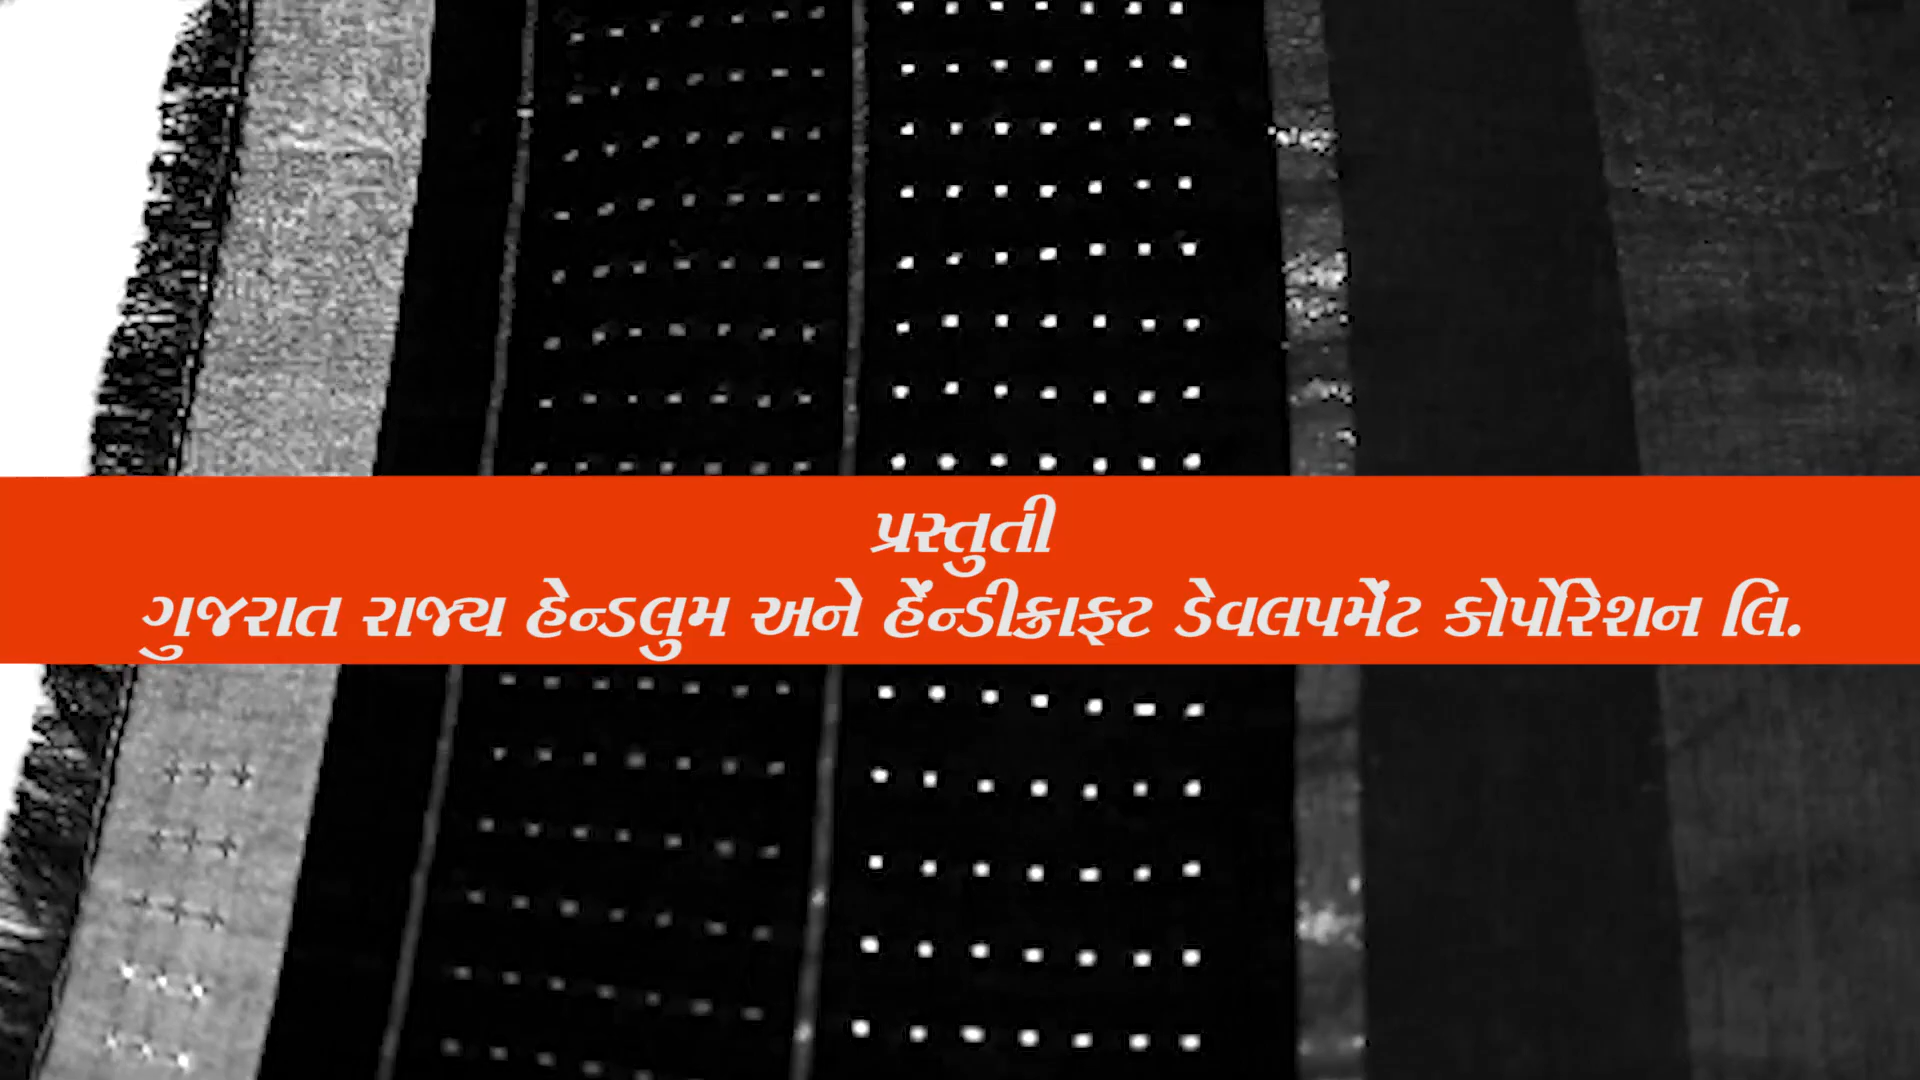 પ્રસ્તુતી
ગુજરાત રાજ્ય હેન્ડલુમ અને હેંન્ડીક્રાફ્ટ ડેવલપમેંટ કોર્પોરેશન લિ.